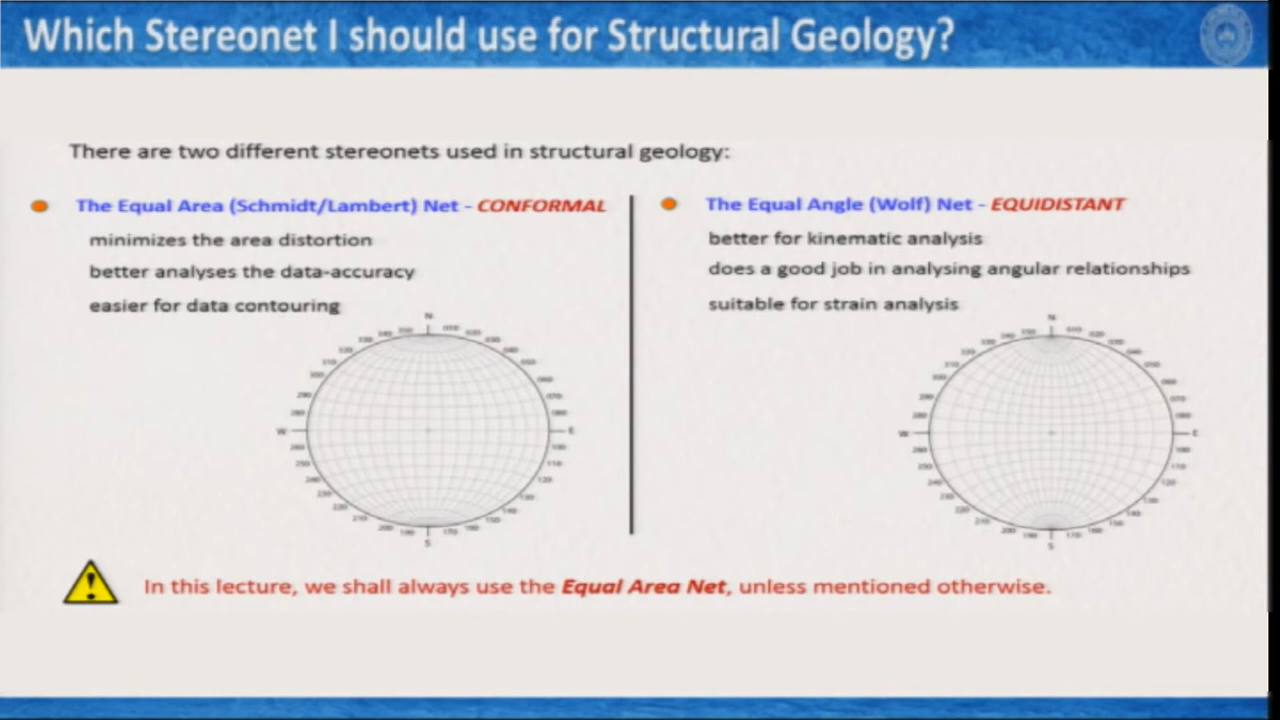 Which Stereonet I should use for Structural Geology?
There are two different stereonets used in structural geology:
The Equal Area (Schmidt/Lambert) Net - CONFORMAL
minimizes the area distortion
better analyses the data-accuracy
easier for data contouring
N
W
E
S
The Equal Angle (Wolf) Net - EQUIDISTANT
better for kinematic analysis
does a good job in analysing angular relationships
suitable for strain analysis
N
W
E
S
In this lecture, we shall always use the Equal Area Net, unless mentioned otherwise.